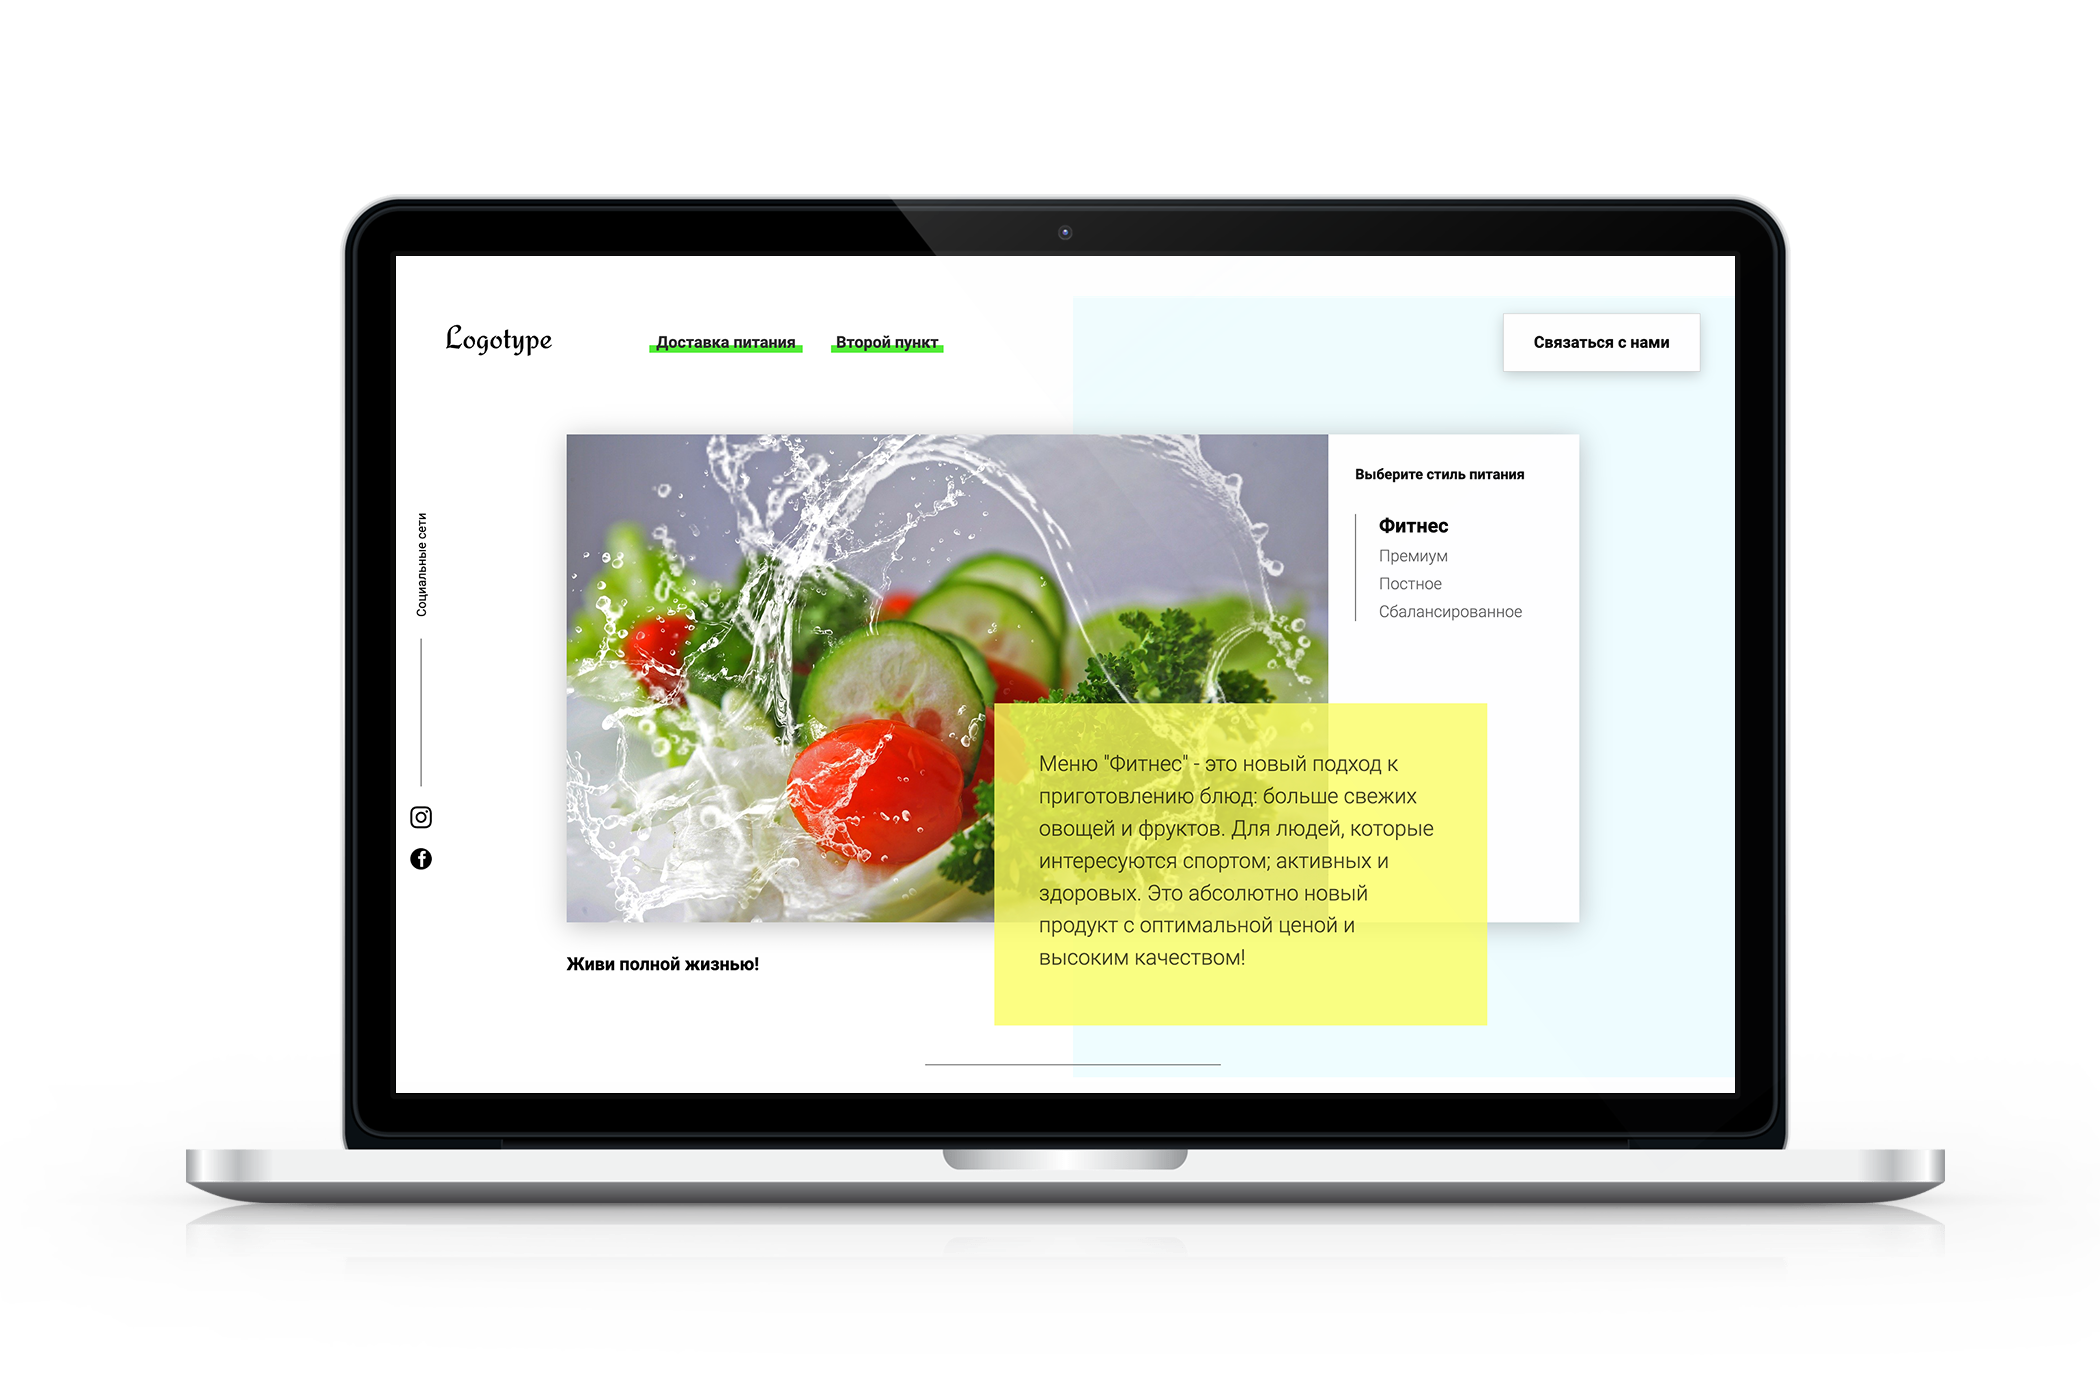 Logotype
Доставка питания
Второй пункт
Связаться с нами
Социальные сети
Выберите стиль питания
Фитнес
Премиум
Постное
Сбалансированное
Меню "Фитнес" - это новый подход к
приготовлению блюд: больше свежих
овощей и фруктов. Для людей, которые
интересуются спортом; активных и
здоровых. Это абсолютно новый
продукт с оптимальной ценой и
высоким качеством!
Живи полной жизнью!